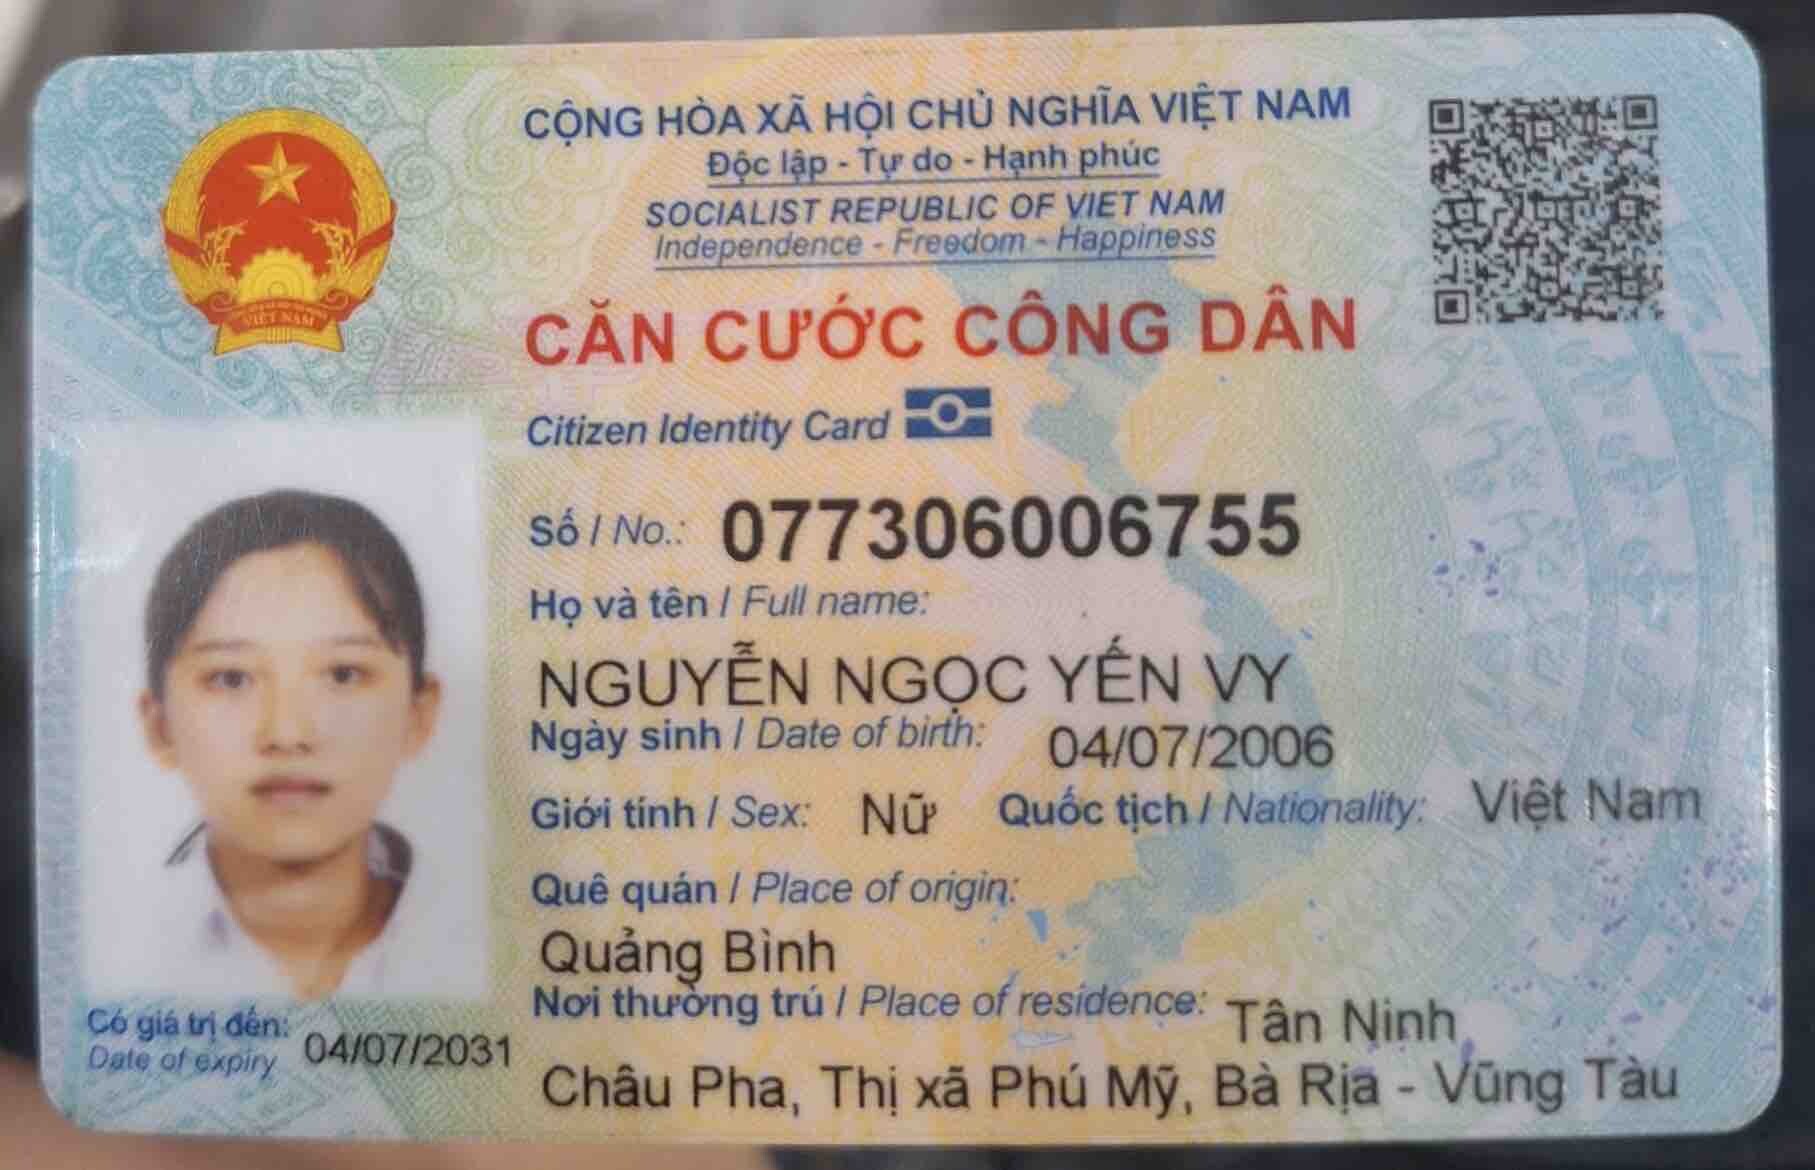 CỘNG HÒA XÃ HỘI CHỦ NGHĨA VIỆT NAM
Độc lập - Tự do - Hạnh phúc
SOCIALIST REPUBLIC OF VIET NAM
Independence - Freedom - Happiness
CĂN CƯỚC CÔNG DÂN
Citizen Identity Card
Số / No.: 077306006755
Họ và tên / Full name:
NGUYỄN NGỌC YẾN VY
Ngày sinh / Date of birth: 04/07/2006
Giới tính / Sex: Nữ Quốc tịch / Nationality: Việt Nam
Quê quán / Place of origin:
Quảng Bình
Nơi thường trú / Place of residence: Tân Ninh
Châu Pha, Thị xã Phú Mỹ, Bà Rịa - Vũng Tàu
Có giá trị đến: 04/07/2031
Date of expiry
VIỆT NAM